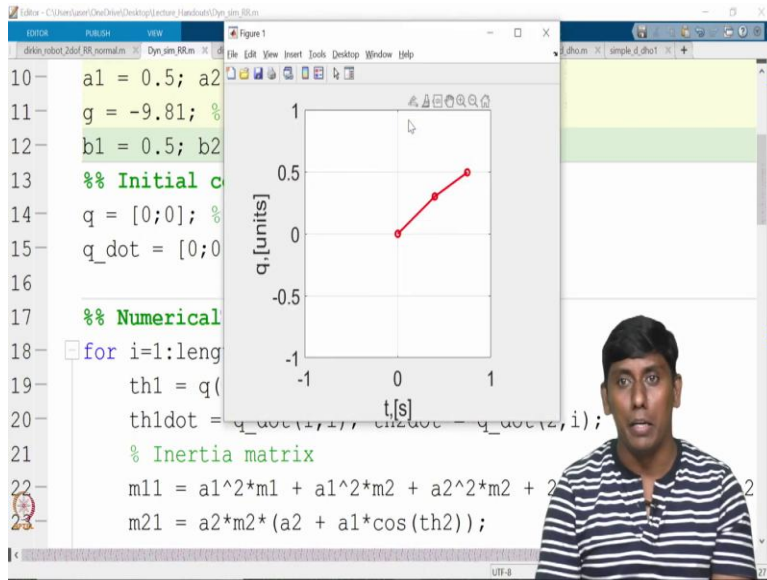 Editor - C:\Users\user\OneDrive\Desktop\Lecture_Handouts\Dyn_sim_RR.m
EDITOR PUBLISH VIEW
dirkin_robot_2dof_RR_normal.m Dyn_sim_RR.m d_dho.m simple_d_dho1
Figure 1
File Edit View Insert Tools Desktop Window Help
1
0.5
0
-0.5
-1
-1 0 1
q,[units]
t,[s]
10 a1 = 0.5; a2
11 g = -9.81; %
12 b1 = 0.5; b2
13 %% Initial c
14 q = [0;0]; %
15 q_dot = [0;0
16
17 %% Numerical
18 for i=1:leng
19 th1 = q(
20 th1dot = q_dot(1,i); th2dot = q_dot(2,i);
21 % Inertia matrix
22 m11 = a1^2*m1 + a1^2*m2 + a2^2*m2 + 2
23 m21 = a2*m2*(a2 + a1*cos(th2));
UTF-8